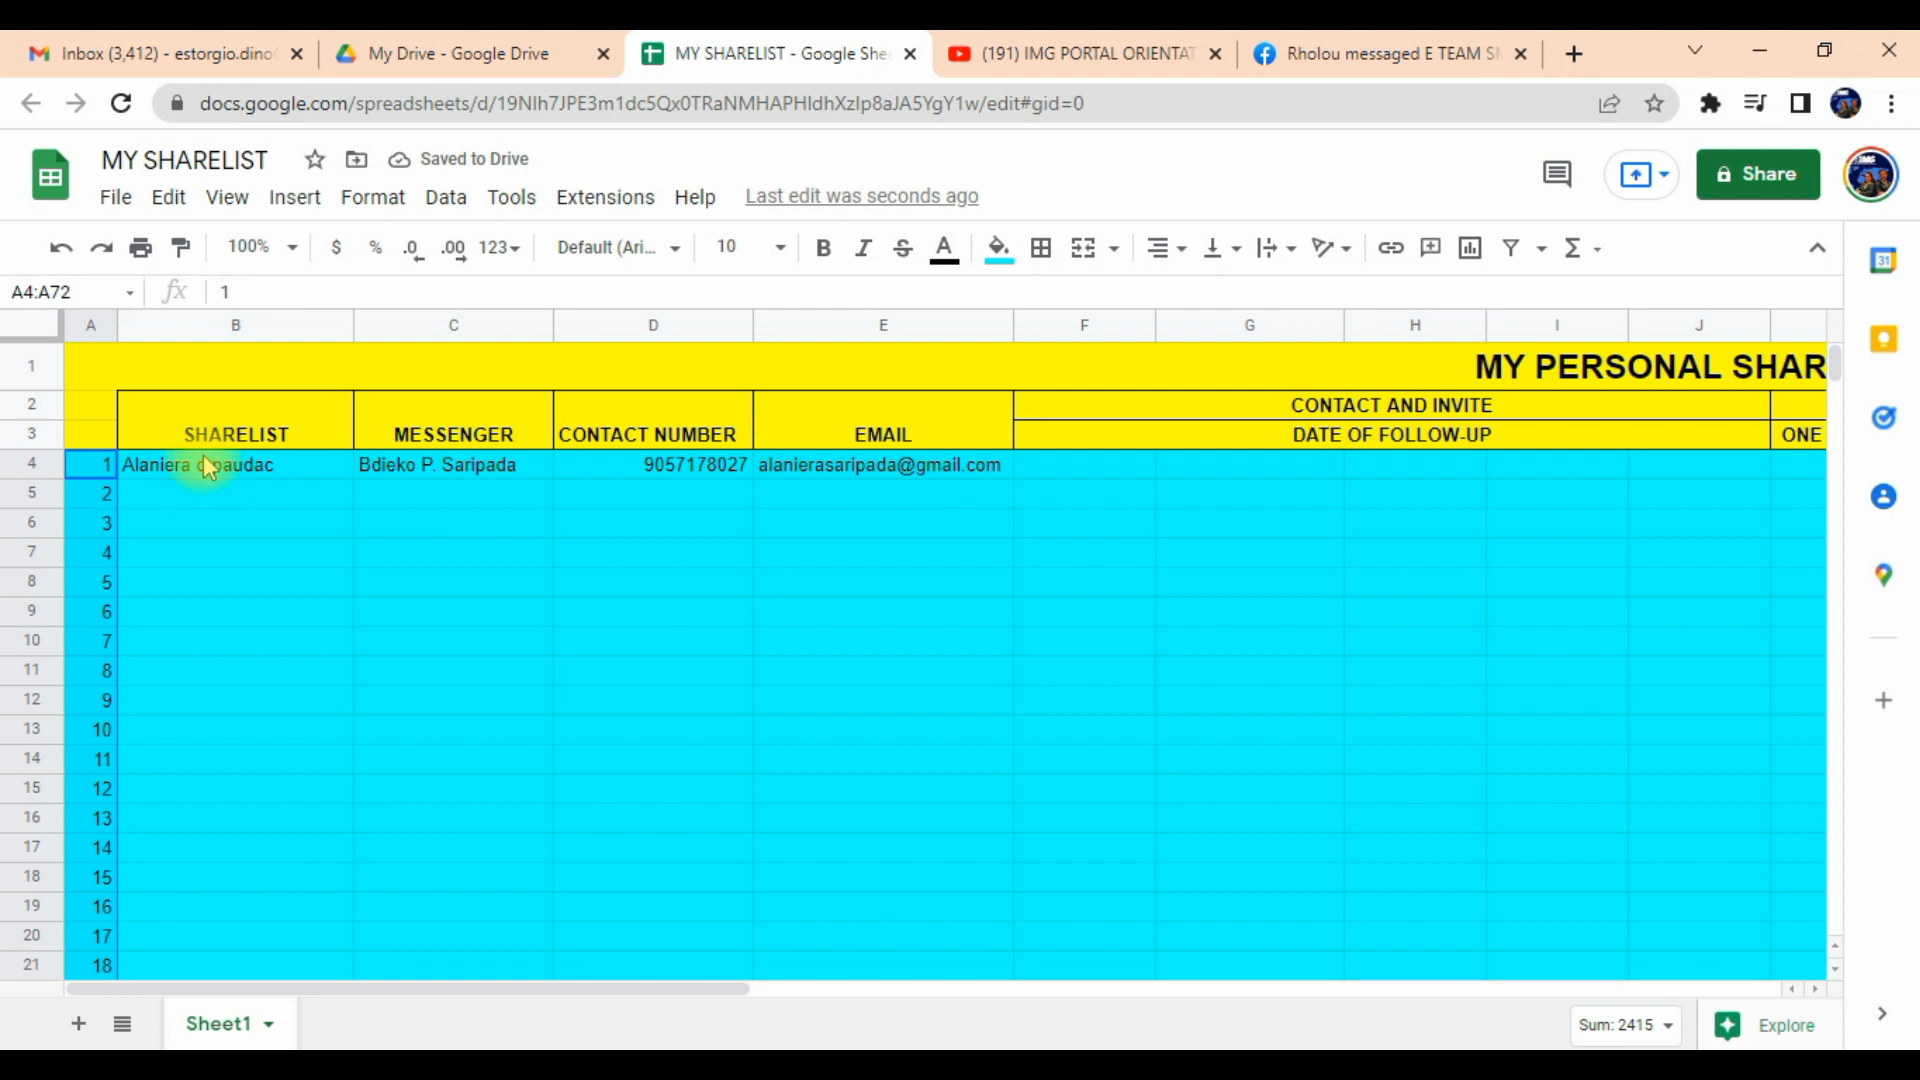 Inbox (3,412) - estorgio.dino
My Drive - Google Drive
MY SHARELIST - Google She
(191) IMG PORTAL ORIENTAT
Rholou messaged E TEAM S
docs.google.com/spreadsheets/d/19NIh7JPE3m1dc5Qx0TRaNMHAPHIdhXzIp8aJA5YgY1w/edit#gid=0
MY SHARELIST
Saved to Drive
File Edit View Insert Format Data Tools Extensions Help Last edit was seconds ago
Share
100% $ % .0 .00 123 Default (Ari... 10 B I S A
A4:A72 fx 1
A B C D E F G H I J
1 MY PERSONAL SHAR
2 CONTACT AND INVITE
3 SHARELIST MESSENGER CONTACT NUMBER EMAIL DATE OF FOLLOW-UP ONE
4 1 Alaniera Bdieko P. Saripada 9057178027 alanierasaripada@gmail.com
5 2
6 3
7 4
8 5
9 6
10 7
11 8
12 9
13 10
14 11
15 12
16 13
17 14
18 15
19 16
20 17
21 18
Sheet1
Sum: 2415
Explore
31